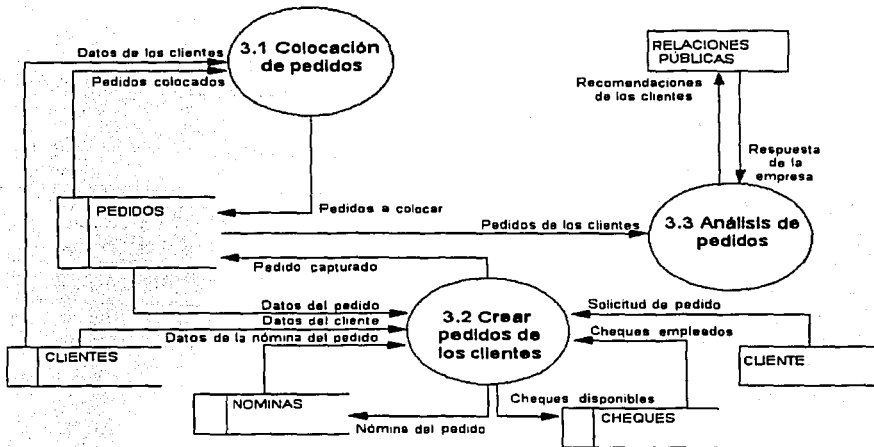 Datos de los clientes
Pedidos colocados
3.1 Colocación
de pedidos
RELACIONES
PÚBLICAS
Recomendaciones
de los clientes
Respuesta
de la
empresa
PEDIDOS
Pedidos a colocar
Pedidos de los clientes
3.3 Análisis de
pedidos
Pedido capturado
Datos del pedido
Datos del cliente
Datos de la nómina del pedido
3.2 Crear
pedidos de
los clientes
Solicitud de pedido
Cheques empleados
CLIENTES
CLIENTE
NOMINAS
Nómina del pedido
Cheques disponibles
CHEQUES